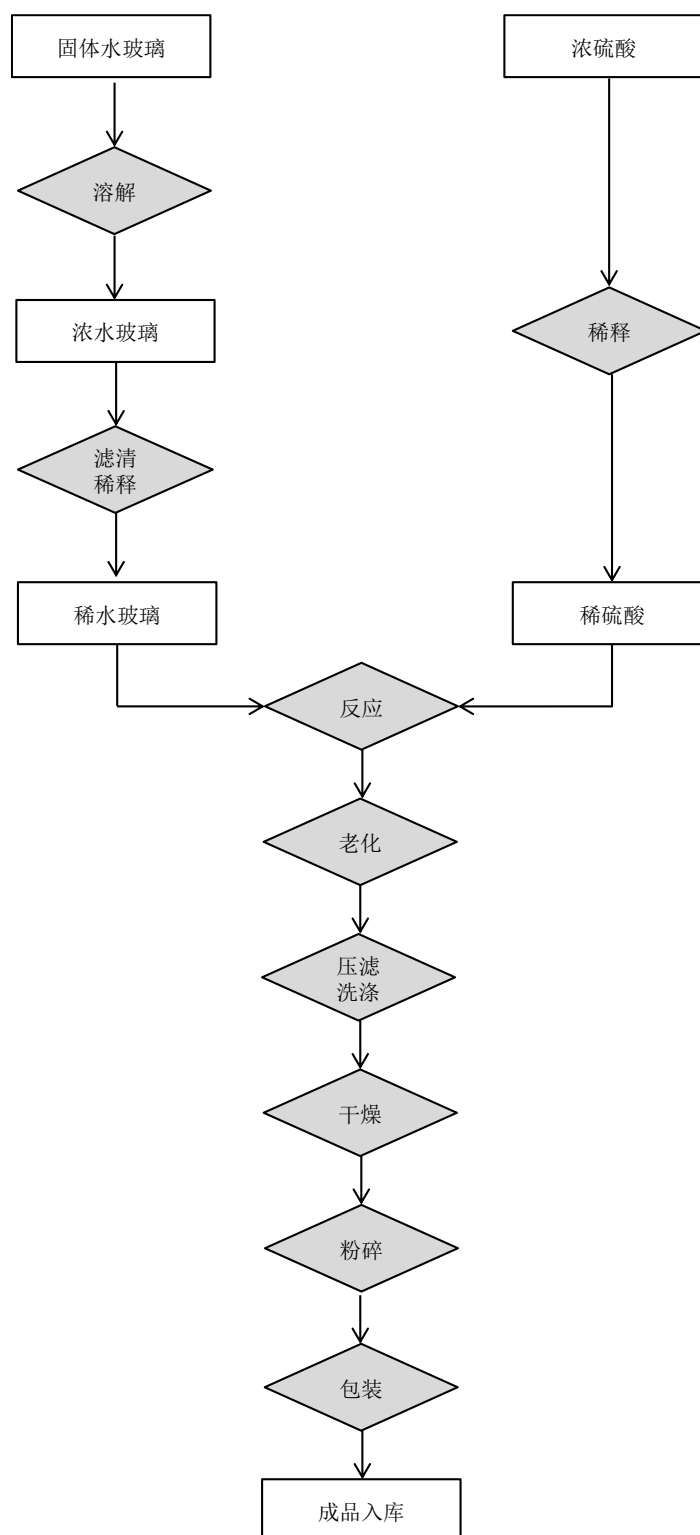 固体水玻璃
浓硫酸
溶解
浓水玻璃
稀释
滤清
稀释
稀水玻璃
稀硫酸
反应
老化
压滤
洗涤
干燥
粉碎
包装
成品入库